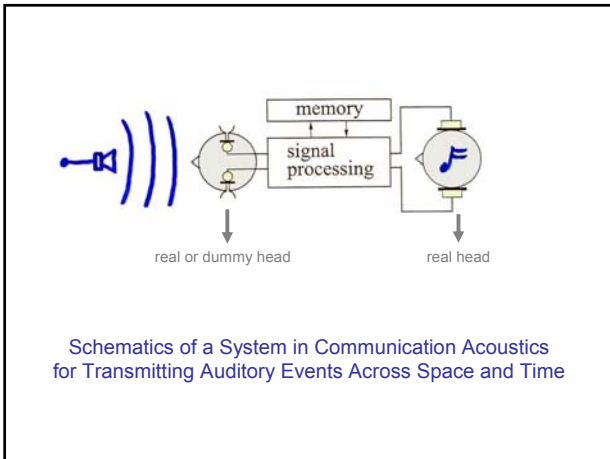 memory
signal
processing
real or dummy head
real head
Schematics of a System in Communication Acoustics
for Transmitting Auditory Events Across Space and Time